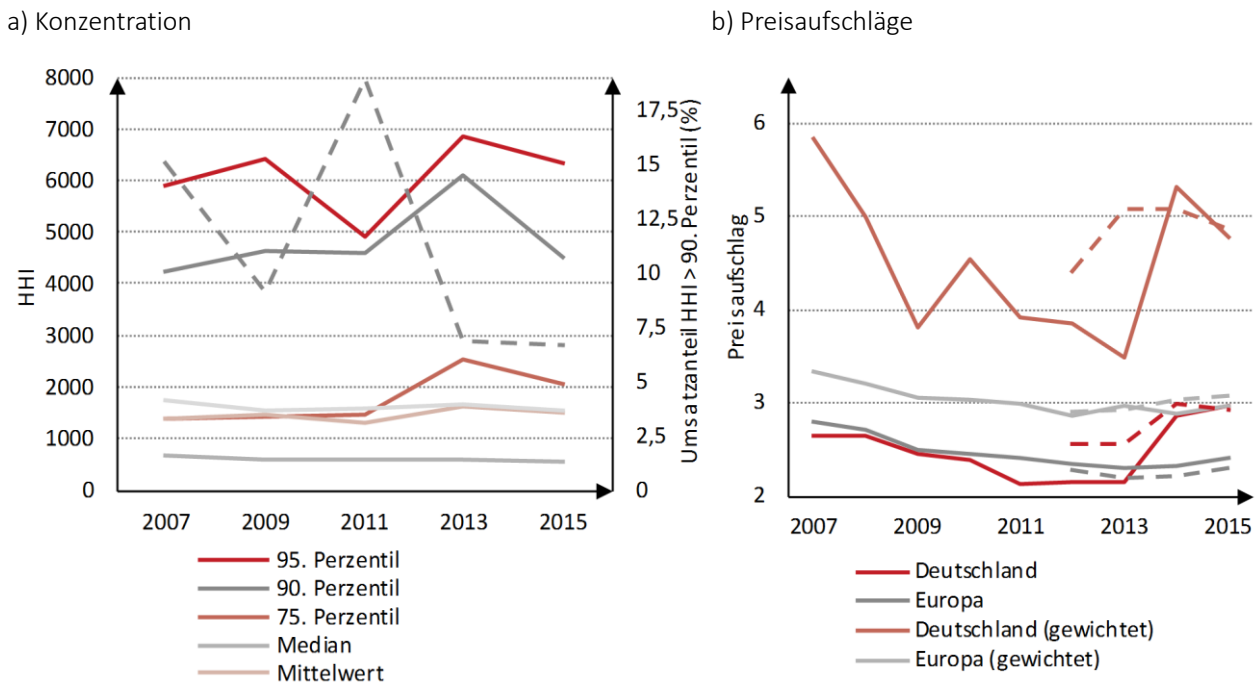 a) Konzentration
8000
7000
6000
5000
4000
3000
2000
1000
0
HHI
17,5
15
12,5
10
7,5
5
2,5
0
Umsatzanteil HHI > 90. Perzentil (%)
2007 2009 2011 2013 2015
95. Perzentil
90. Perzentil
75. Perzentil
Median
Mittelwert
b) Preisaufschläge
6
5
4
3
2
Preisaufschlag
2007 2009 2011 2013 2015
Deutschland
Europa
Deutschland (gewichtet)
Europa (gewichtet)